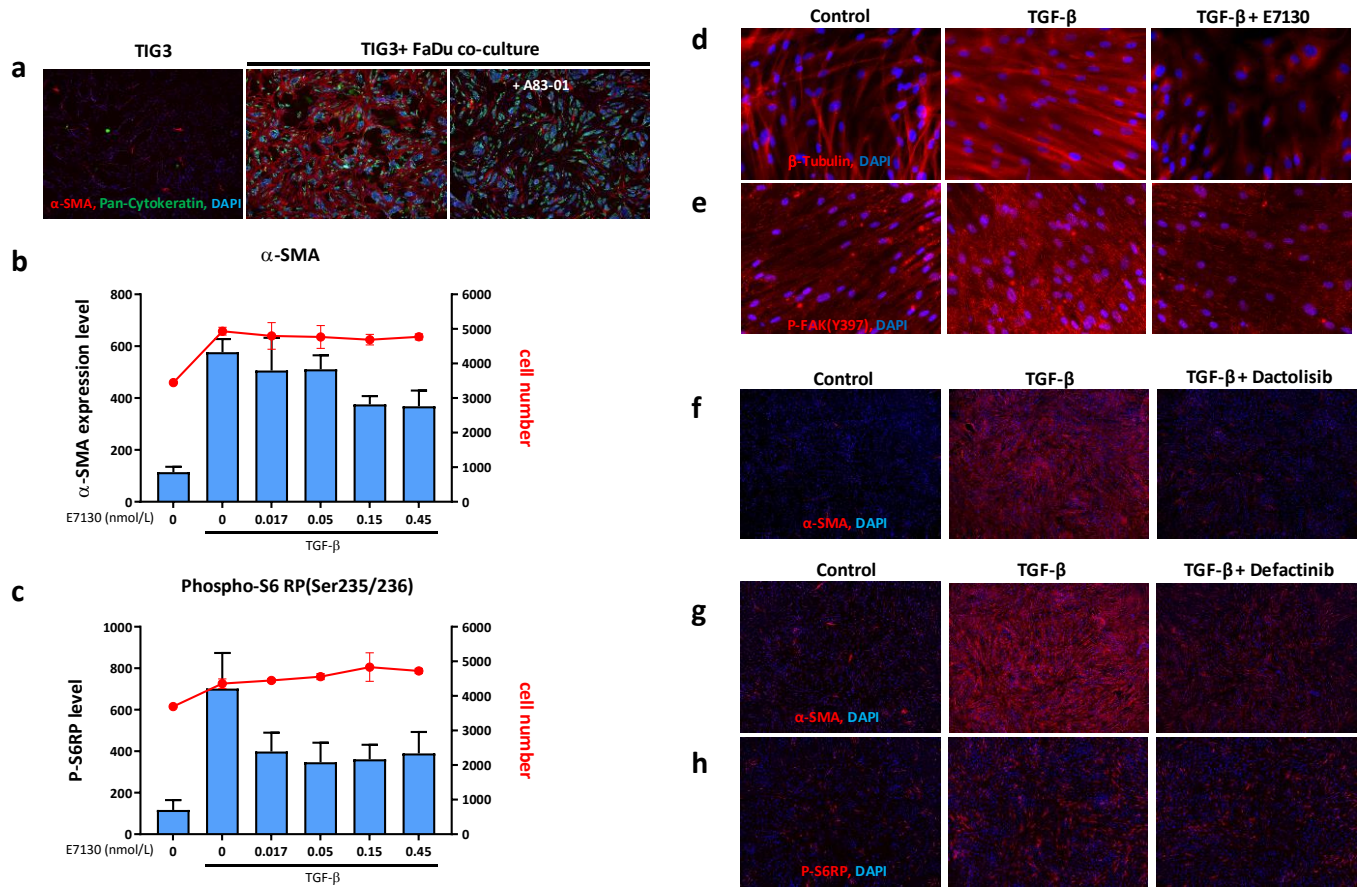 a
TIG3
TIG3+ FaDu co-culture
+ A83-01
α-SMA, Pan-Cytokeratin, DAPI
b
α-SMA
α-SMA expression level
800
600
400
200
0
6000
5000
4000
3000
2000
1000
0
cell number
E7130 (nmol/L)
0 0 0.017 0.05 0.15 0.45
TGF-β
c
Phospho-S6 RP(Ser235/236)
P-S6RP level
1000
800
600
400
200
0
6000
5000
4000
3000
2000
1000
0
cell number
E7130 (nmol/L)
0 0 0.017 0.05 0.15 0.45
TGF-β
d
Control TGF-β TGF-β + E7130
β-Tubulin, DAPI
e
P-FAK(Y397), DAPI
f
Control TGF-β TGF-β + Dactolisib
α-SMA, DAPI
g
Control TGF-β TGF-β + Defactinib
α-SMA, DAPI
h
P-S6RP, DAPI